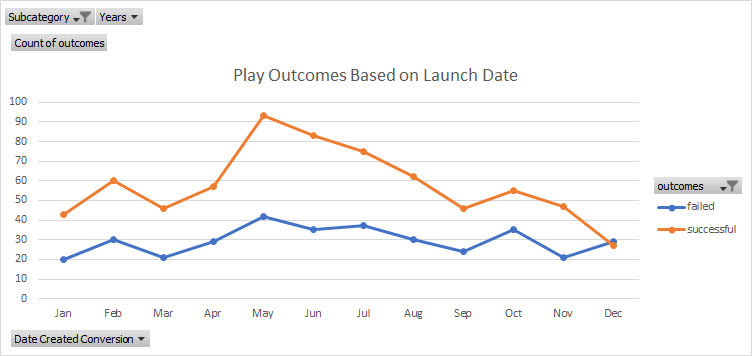 Subcategory Years
Count of outcomes
Play Outcomes Based on Launch Date
100
90
80
70
60
50
40
30
20
10
0
Jan Feb Mar Apr May Jun Jul Aug Sep Oct Nov Dec
outcomes
failed
successful
Date Created Conversion